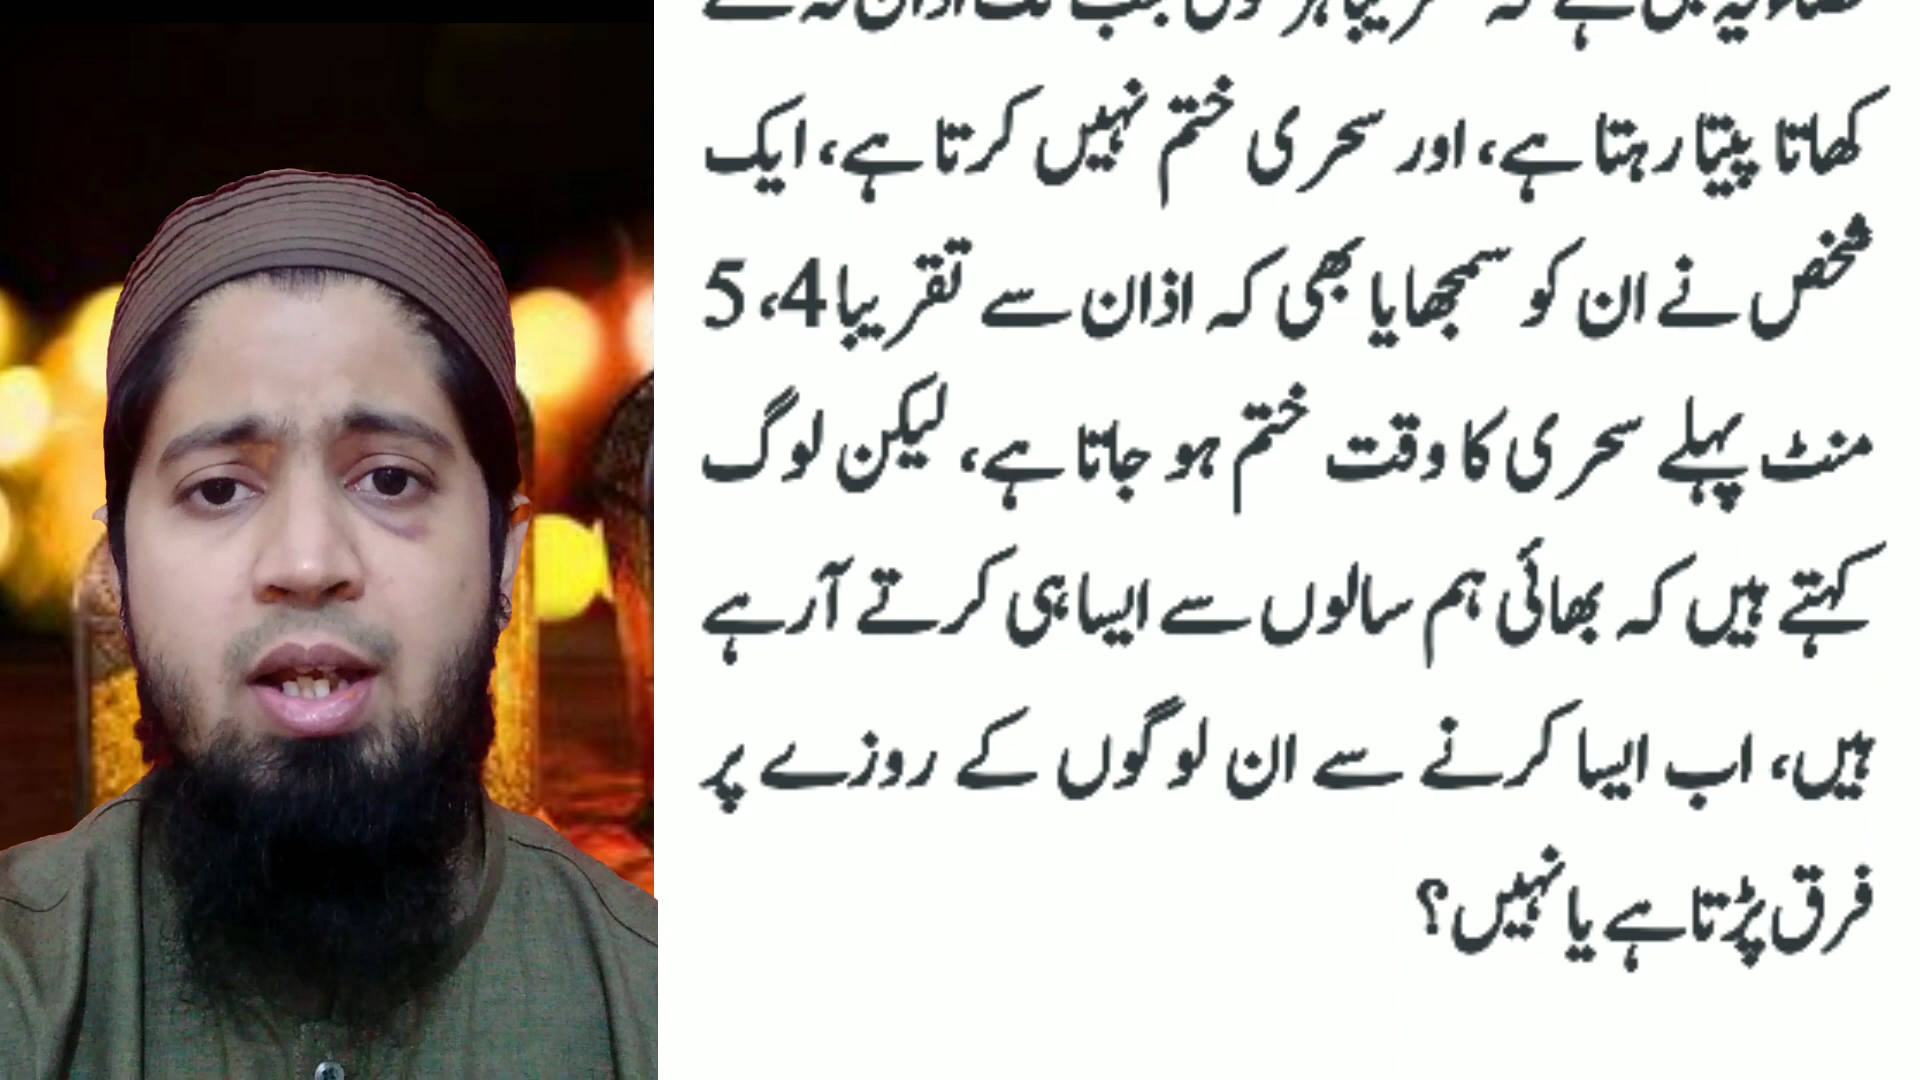 کھاتا پیتا رہتا ہے، اور سحری ختم نہیں کرتا ہے، ایک
شخص نے ان کو سمجھایا بھی کہ اذان سے تقریبا 4، 5
منٹ پہلے سحری کا وقت ختم ہو جاتا ہے، لیکن لوگ
کہتے ہیں کہ بھائی ہم سالوں سے ایسا ہی کرتے آرہے
ہیں، اب ایسا کرنے سے ان لوگوں کے روزے پر
فرق پڑتا ہے یا نہیں؟